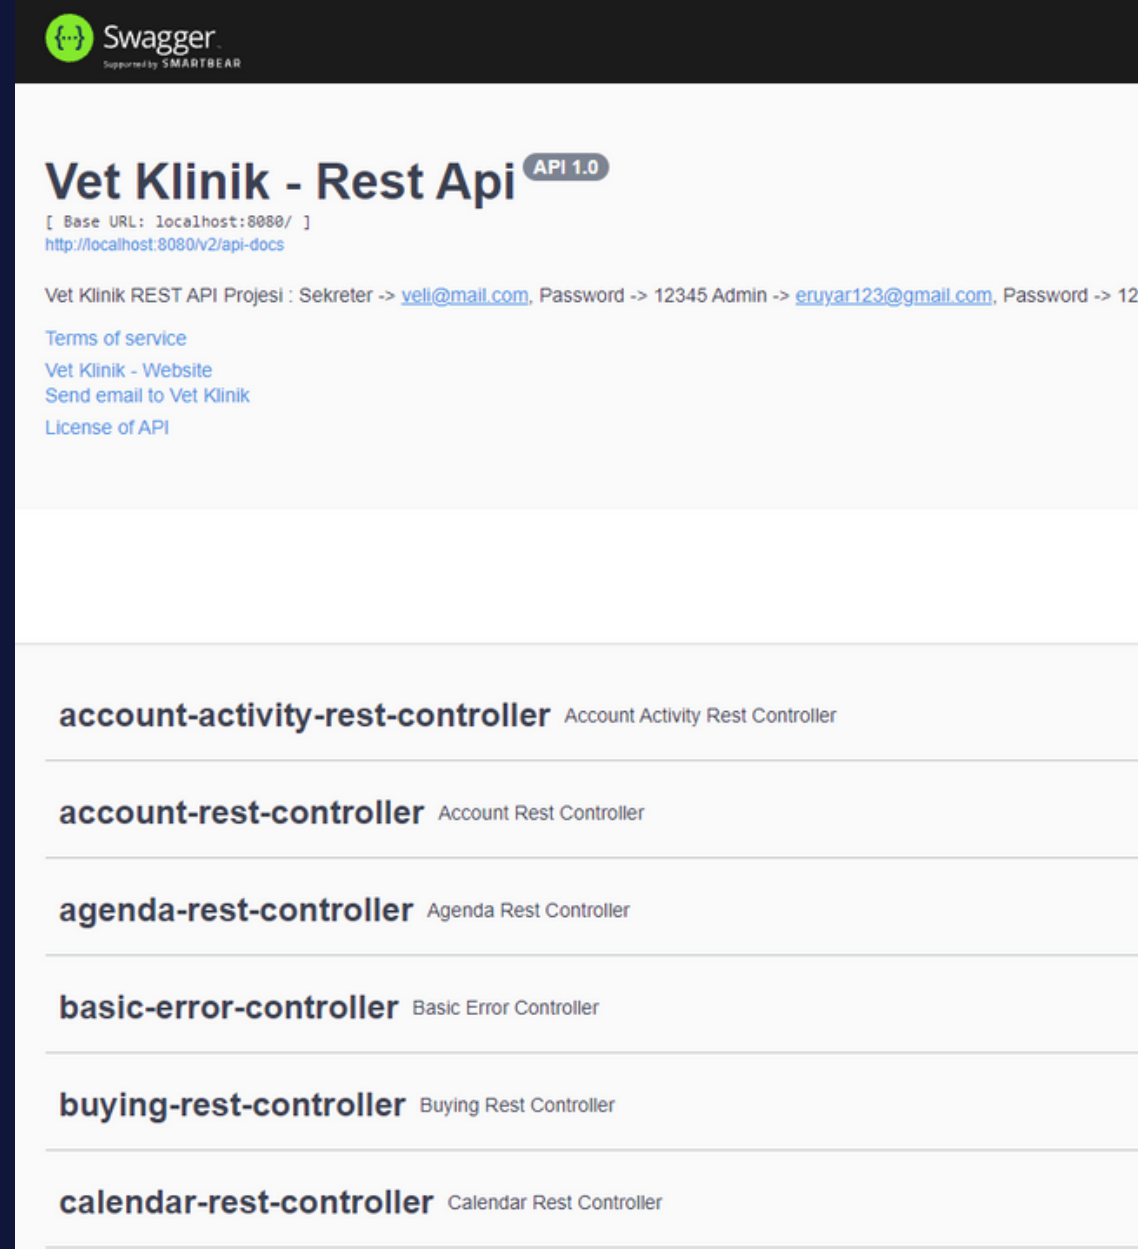 {···} Swagger.
Supported by SMARTBEAR
Vet Klinik - Rest Api API 1.0
[ Base URL: localhost:8080/ ]
http://localhost:8080/v2/api-docs
Vet Klinik REST API Projesi : Sekreter -> veli@mail.com, Password -> 12345 Admin -> eruyar123@gmail.com, Password -> 12
Terms of service
Vet Klinik - Website
Send email to Vet Klinik
License of API
account-activity-rest-controller Account Activity Rest Controller
account-rest-controller Account Rest Controller
agenda-rest-controller Agenda Rest Controller
basic-error-controller Basic Error Controller
buying-rest-controller Buying Rest Controller
calendar-rest-controller Calendar Rest Controller